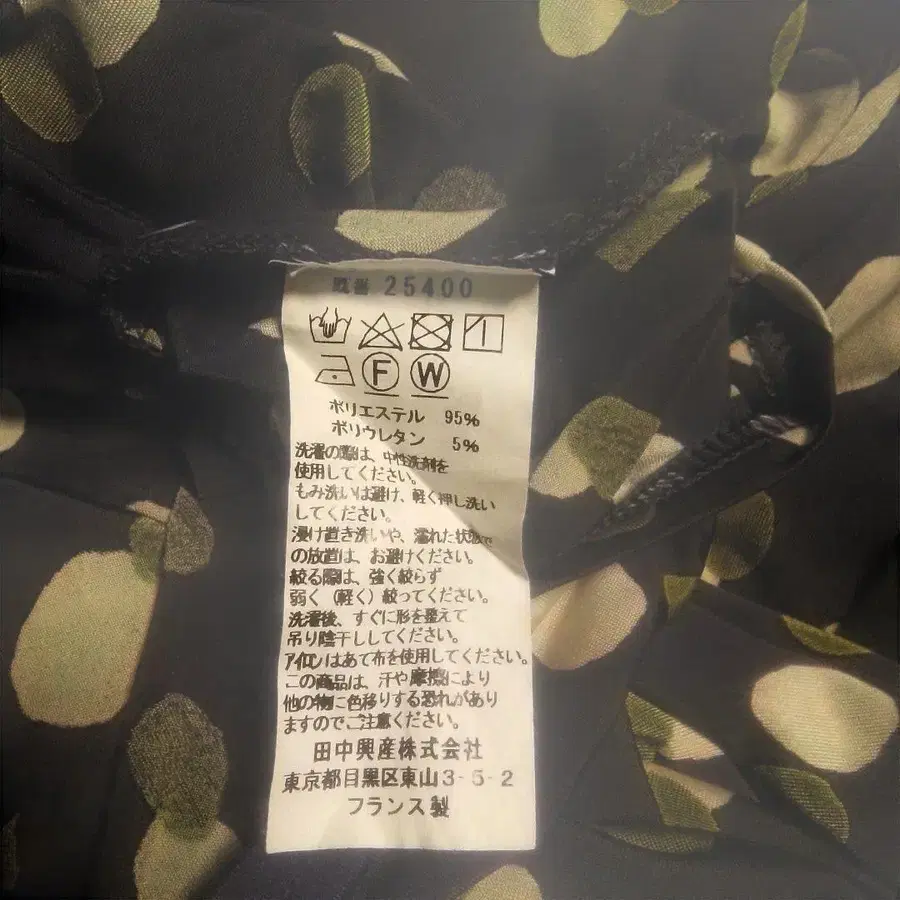 品番 25400
F W
ポリエステル 95%
ポリウレタン 5%
洗濯の際は、中性洗剤を
使用してください。
もみ洗いは避け、軽く押し洗い
してください。
浸け置き洗いや、濡れた状態で
の放置は、お避けください。
絞る際は、強く絞らず
弱く(軽く)絞ってください。
洗濯後、すぐに形を整えて
吊り陰干ししてください。
アイロンはあて布を使用してください。
この商品は、汗や摩擦により
他の物に色移りする恐れがあり
ますのでご注意ください。
田中興産株式会社
東京都目黒区東山3-5-2
フランス製